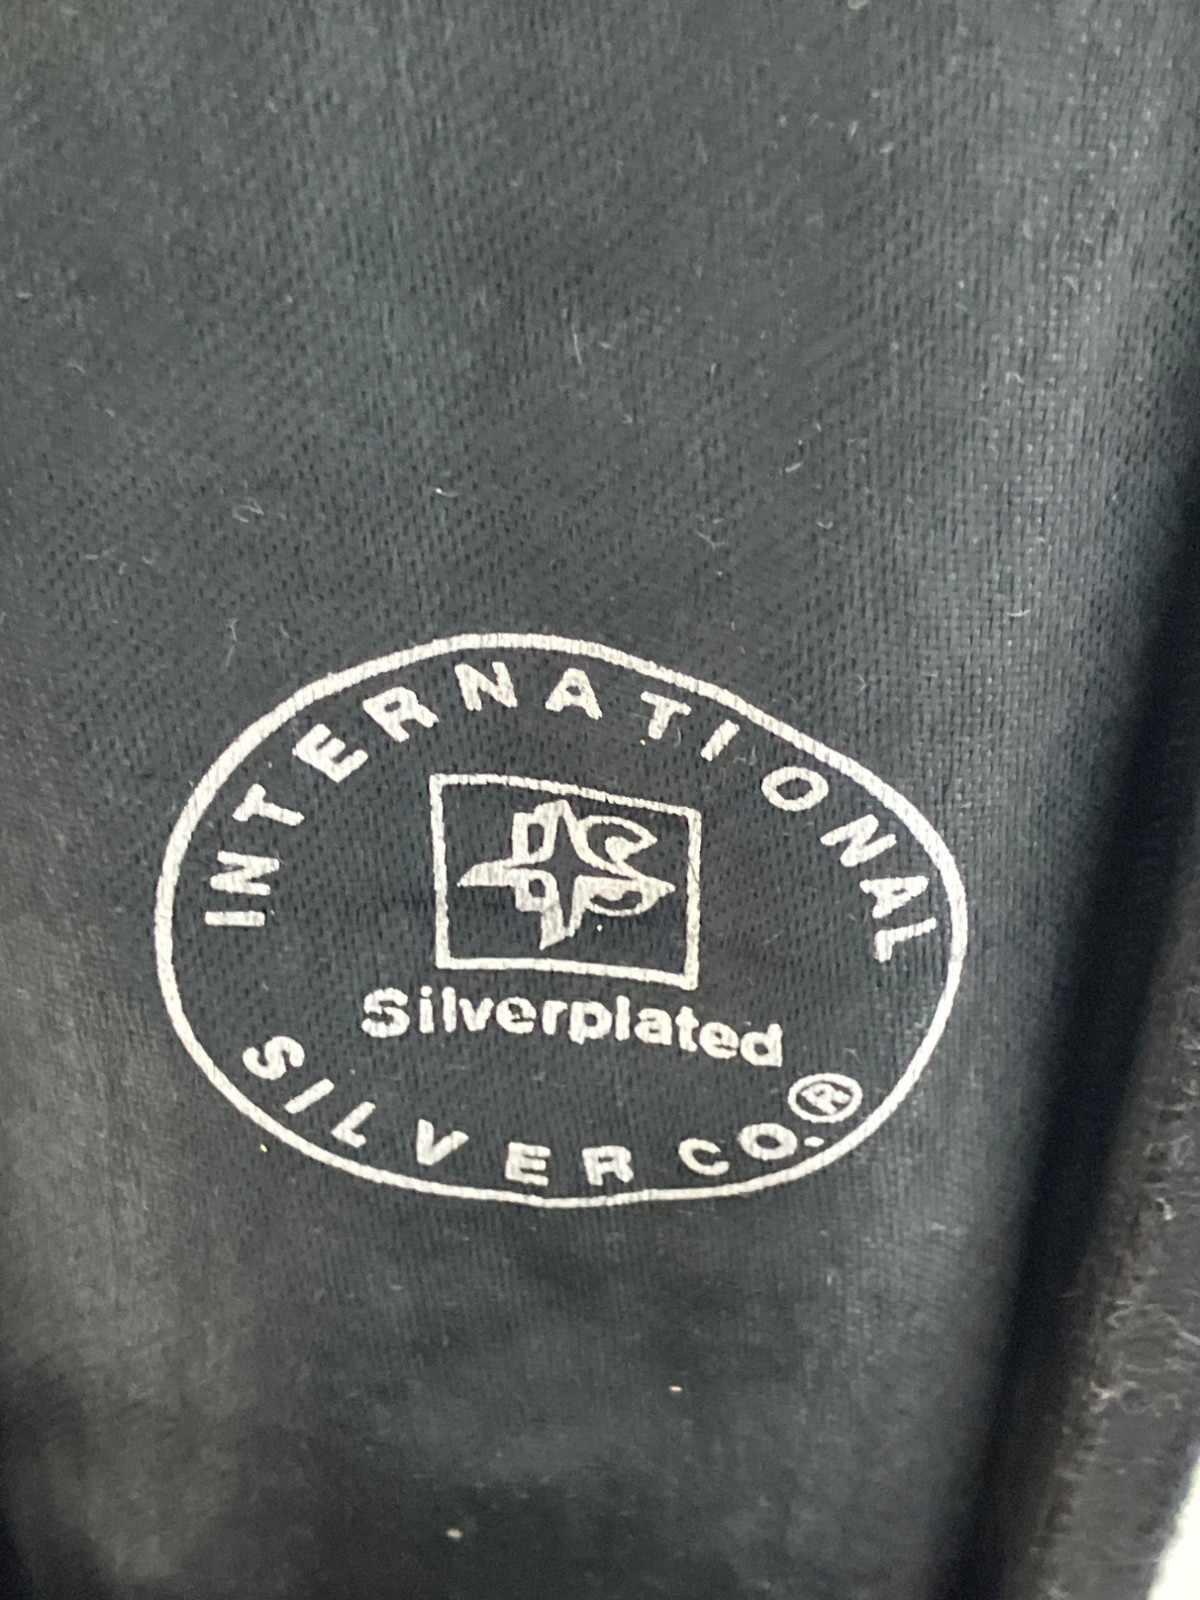 INTERNATIONAL
Silverplated
SILVER CO.®